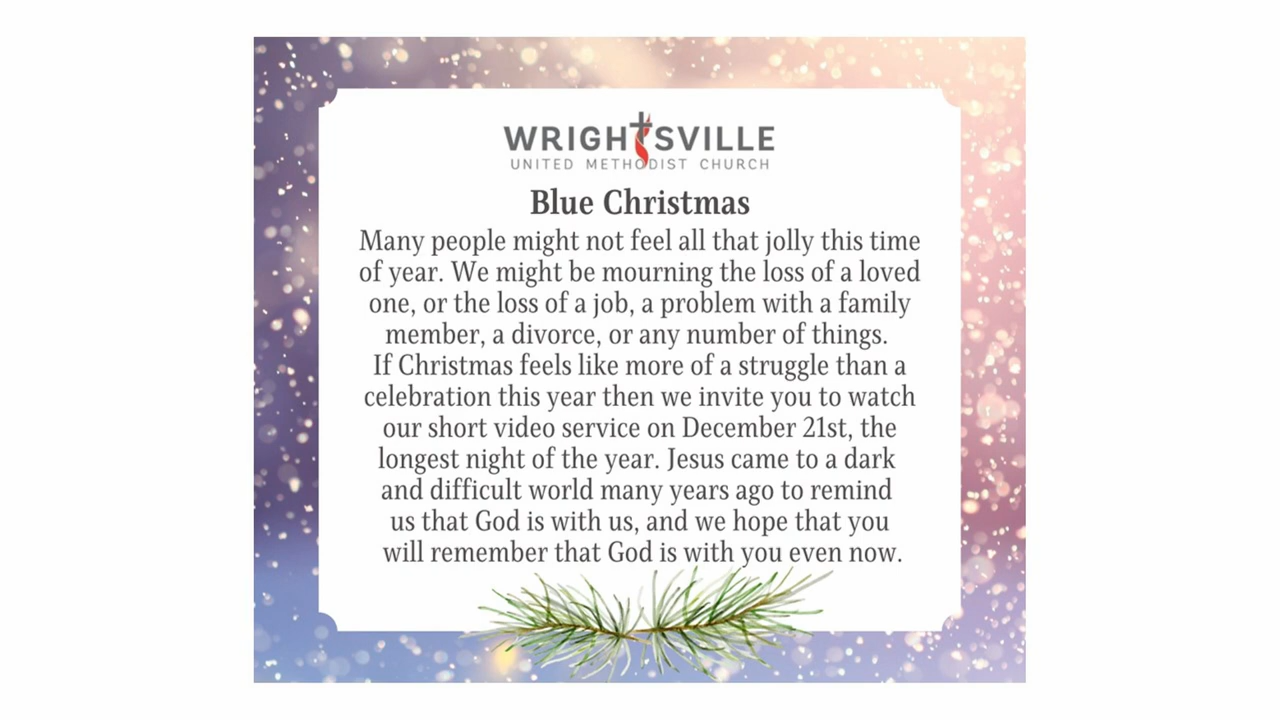 WRIGHTSVILLE
UNITED METHODIST CHURCH
Blue Christmas
Many people might not feel all that jolly this time
of year. We might be mourning the loss of a loved
one, or the loss of a job, a problem with a family
member, a divorce, or any number of things.
If Christmas feels like more of a struggle than a
celebration this year then we invite you to watch
our short video service on December 21st, the
longest night of the year. Jesus came to a dark
and difficult world many years ago to remind
us that God is with us, and we hope that you
will remember that God is with you even now.